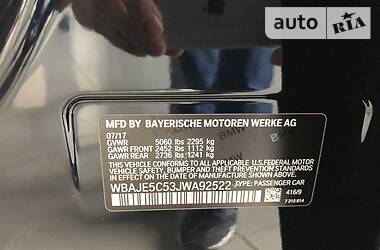 auto
RIA
MFD BY BAYERISCHE MOTOREN WERKE AG
07/17
GVWR 5060 lbs 2295 kg
GAWR FRONT 2452 lbs 1112 kg
GAWR REAR 2736 lbs 1241 kg
THIS VEHICLE CONFORMS TO ALL APPLICABLE U.S.FEDERAL
MOTOR VEHICLE SAFETY, BUMPER, AND THEFT PREVENTION
STANDARDS IN EFFECT ON THE DATE OF MANUFACTURE
SHOWN ABOVE.
WBAJE5C53JWA92522 TYPE: PASSENGER CAR
416/9
7 315 814
BMW